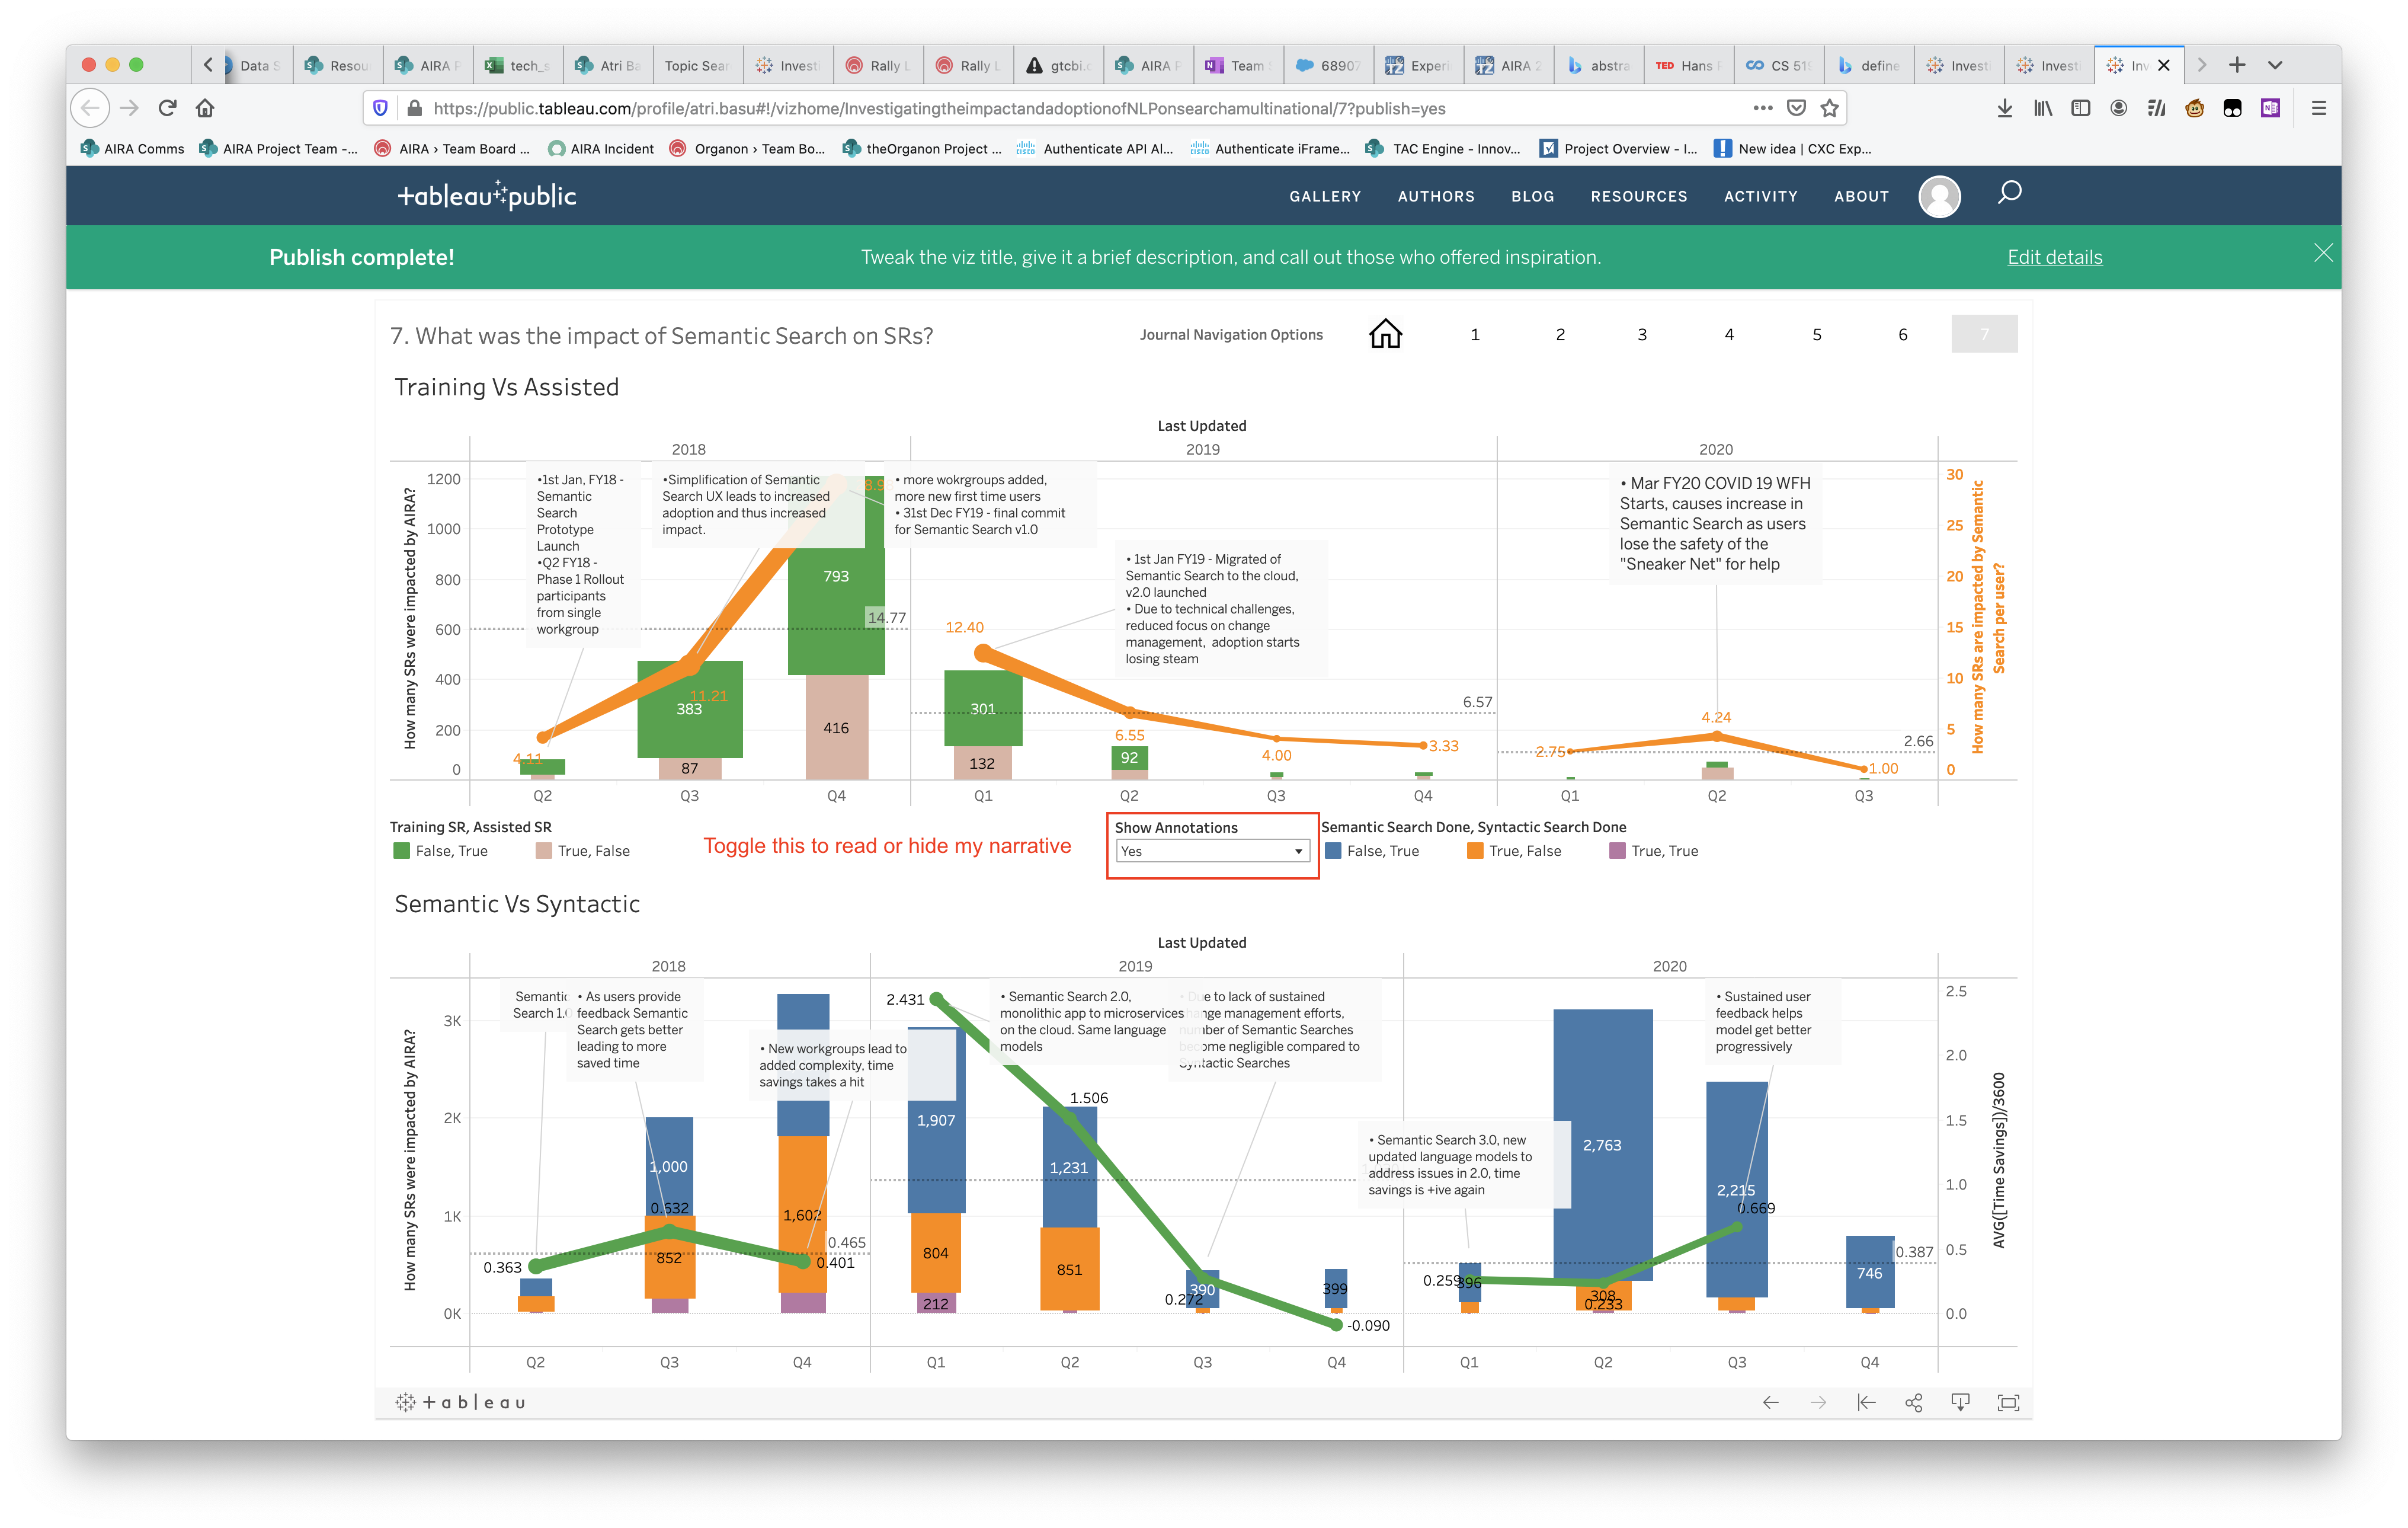 Data S
Resou
AIRA P
tech_s
Atri Ba
Topic Sear
Investi
Rally L
Rally L
gtcbi.c
AIRA P
Team
68907
Experi
AIRA 2
abstra
TED Hans
CS 519
define
Investi
Investi
Inv
https://public.tableau.com/profile/atri.basu#!/vizhome/InvestigatingtheimpactandadoptionofNLPonsearchamultinational/7?publish=yes
AIRA Comms
AIRA Project Team -...
AIRA › Team Board ...
AIRA Incident
Organon › Team Bo...
theOrganon Project ...
Authenticate API AI...
Authenticate iFrame...
TAC Engine - Innov...
Project Overview - I...
New idea | CXC Exp...
+ableau public
GALLERY AUTHORS BLOG RESOURCES ACTIVITY ABOUT
Publish complete!
Tweak the viz title, give it a brief description, and call out those who offered inspiration.
Edit details
7. What was the impact of Semantic Search on SRs?
Journal Navigation Options
1 2 3 4 5 6 7
Training Vs Assisted
Last Updated
2018 2019 2020
How many SRs were impacted by AIRA?
1200
1000
800
600
400
200
0
•1st Jan, FY18 -
Semantic
Search
Prototype
Launch
•Q2 FY18 -
Phase 1 Rollout
participants
from single
workgroup
•Simplification of Semantic
Search UX leads to increased
adoption and thus increased
impact.
• more wokrgroups added,
more new first time users
• 31st Dec FY19 - final commit
for Semantic Search v1.0
• 1st Jan FY19 - Migrated of
Semantic Search to the cloud,
v2.0 launched
• Due to technical challenges,
reduced focus on change
management, adoption starts
losing steam
• Mar FY20 COVID 19 WFH
Starts, causes increase in
Semantic Search as users
lose the safety of the
"Sneaker Net" for help
4.11
11.21
383
87
793
14.77
416
12.40
301
132
6.55
92
4.00
3.33
6.57
2.75
4.24
2.66
1.00
30
25
20
15
10
5
0
How many SRs are impacted by Semantic
Search per user?
Q2 Q3 Q4 Q1 Q2 Q3 Q4 Q1 Q2 Q3
Training SR, Assisted SR
False, True
True, False
Toggle this to read or hide my narrative
Show Annotations
Yes
Semantic Search Done, Syntactic Search Done
False, True
True, False
True, True
Semantic Vs Syntactic
Last Updated
2018 2019 2020
How many SRs were impacted by AIRA?
3K
2K
1K
0K
Semantic
Search 1.0
• As users provide
feedback Semantic
Search gets better
leading to more
saved time
• New workgroups lead to
added complexity, time
savings takes a hit
• Semantic Search 2.0,
monolithic app to microservices
on the cloud. Same language
models
• Due to lack of sustained
change management efforts,
number of Semantic Searches
become negligible compared to
Syntactic Searches
• Semantic Search 3.0, new
updated language models to
address issues in 2.0, time
savings is +ive again
• Sustained user
feedback helps
model get better
progressively
0.363
1,000
0.632
852
1,602
0.465
0.401
2.431
1,907
804
212
1.506
1,231
851
390
0.272
399
-0.090
0.259
396
2,763
308
0.233
2,215
0.669
746
0.387
2.5
2.0
1.5
1.0
0.5
0.0
AVG([Time Savings])/3600
Q2 Q3 Q4 Q1 Q2 Q3 Q4 Q1 Q2 Q3 Q4
+ableau